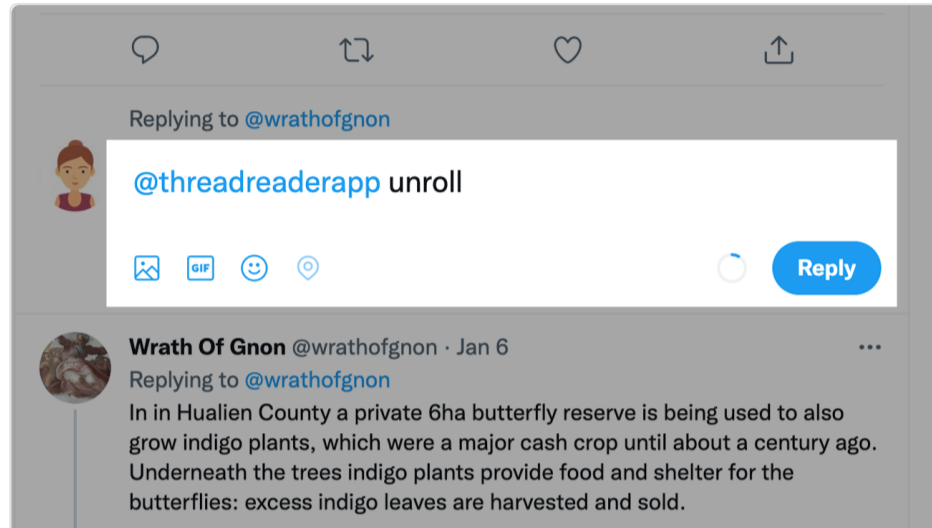 Replying to @wrathofgnon
@threadreaderapp unroll
GIF
Reply
Wrath Of Gnon @wrathofgnon · Jan 6
Replying to @wrathofgnon
In in Hualien County a private 6ha butterfly reserve is being used to also
grow indigo plants, which were a major cash crop until about a century ago.
Underneath the trees indigo plants provide food and shelter for the
butterflies: excess indigo leaves are harvested and sold.